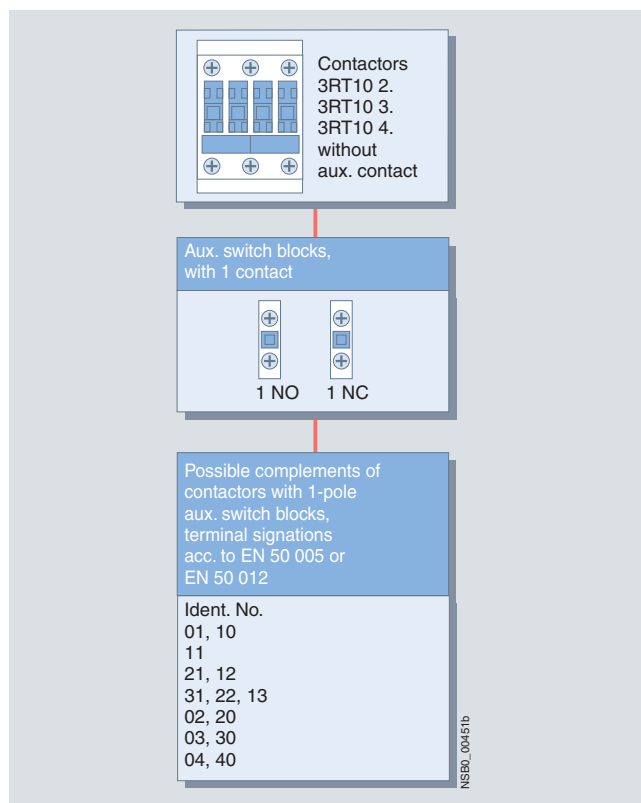 Contactors
3RT10 2.
3RT10 3.
3RT10 4.
without
aux. contact
Aux. switch blocks,
with 1 contact
1 NO 1 NC
Possible complements of
contactors with 1-pole
aux. switch blocks,
terminal signations
acc. to EN 50 005 or
EN 50 012
Ident. No.
01, 10
11
21, 12
31, 22, 13
02, 20
03, 30
04, 40
NSB0_00451b